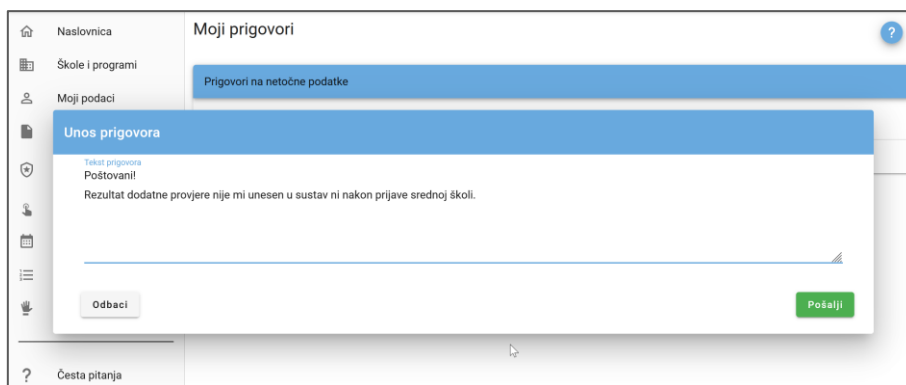 Naslovnica
Moji prigovori
?
Škole i programi
Prigovori na netočne podatke
Moji podaci
Unos prigovora
Tekst prigovora
Poštovani!
Rezultat dodatne provjere nije mi unesen u sustav ni nakon prijave srednoj školi.
Odbaci
Pošalji
?
Česta pitanja